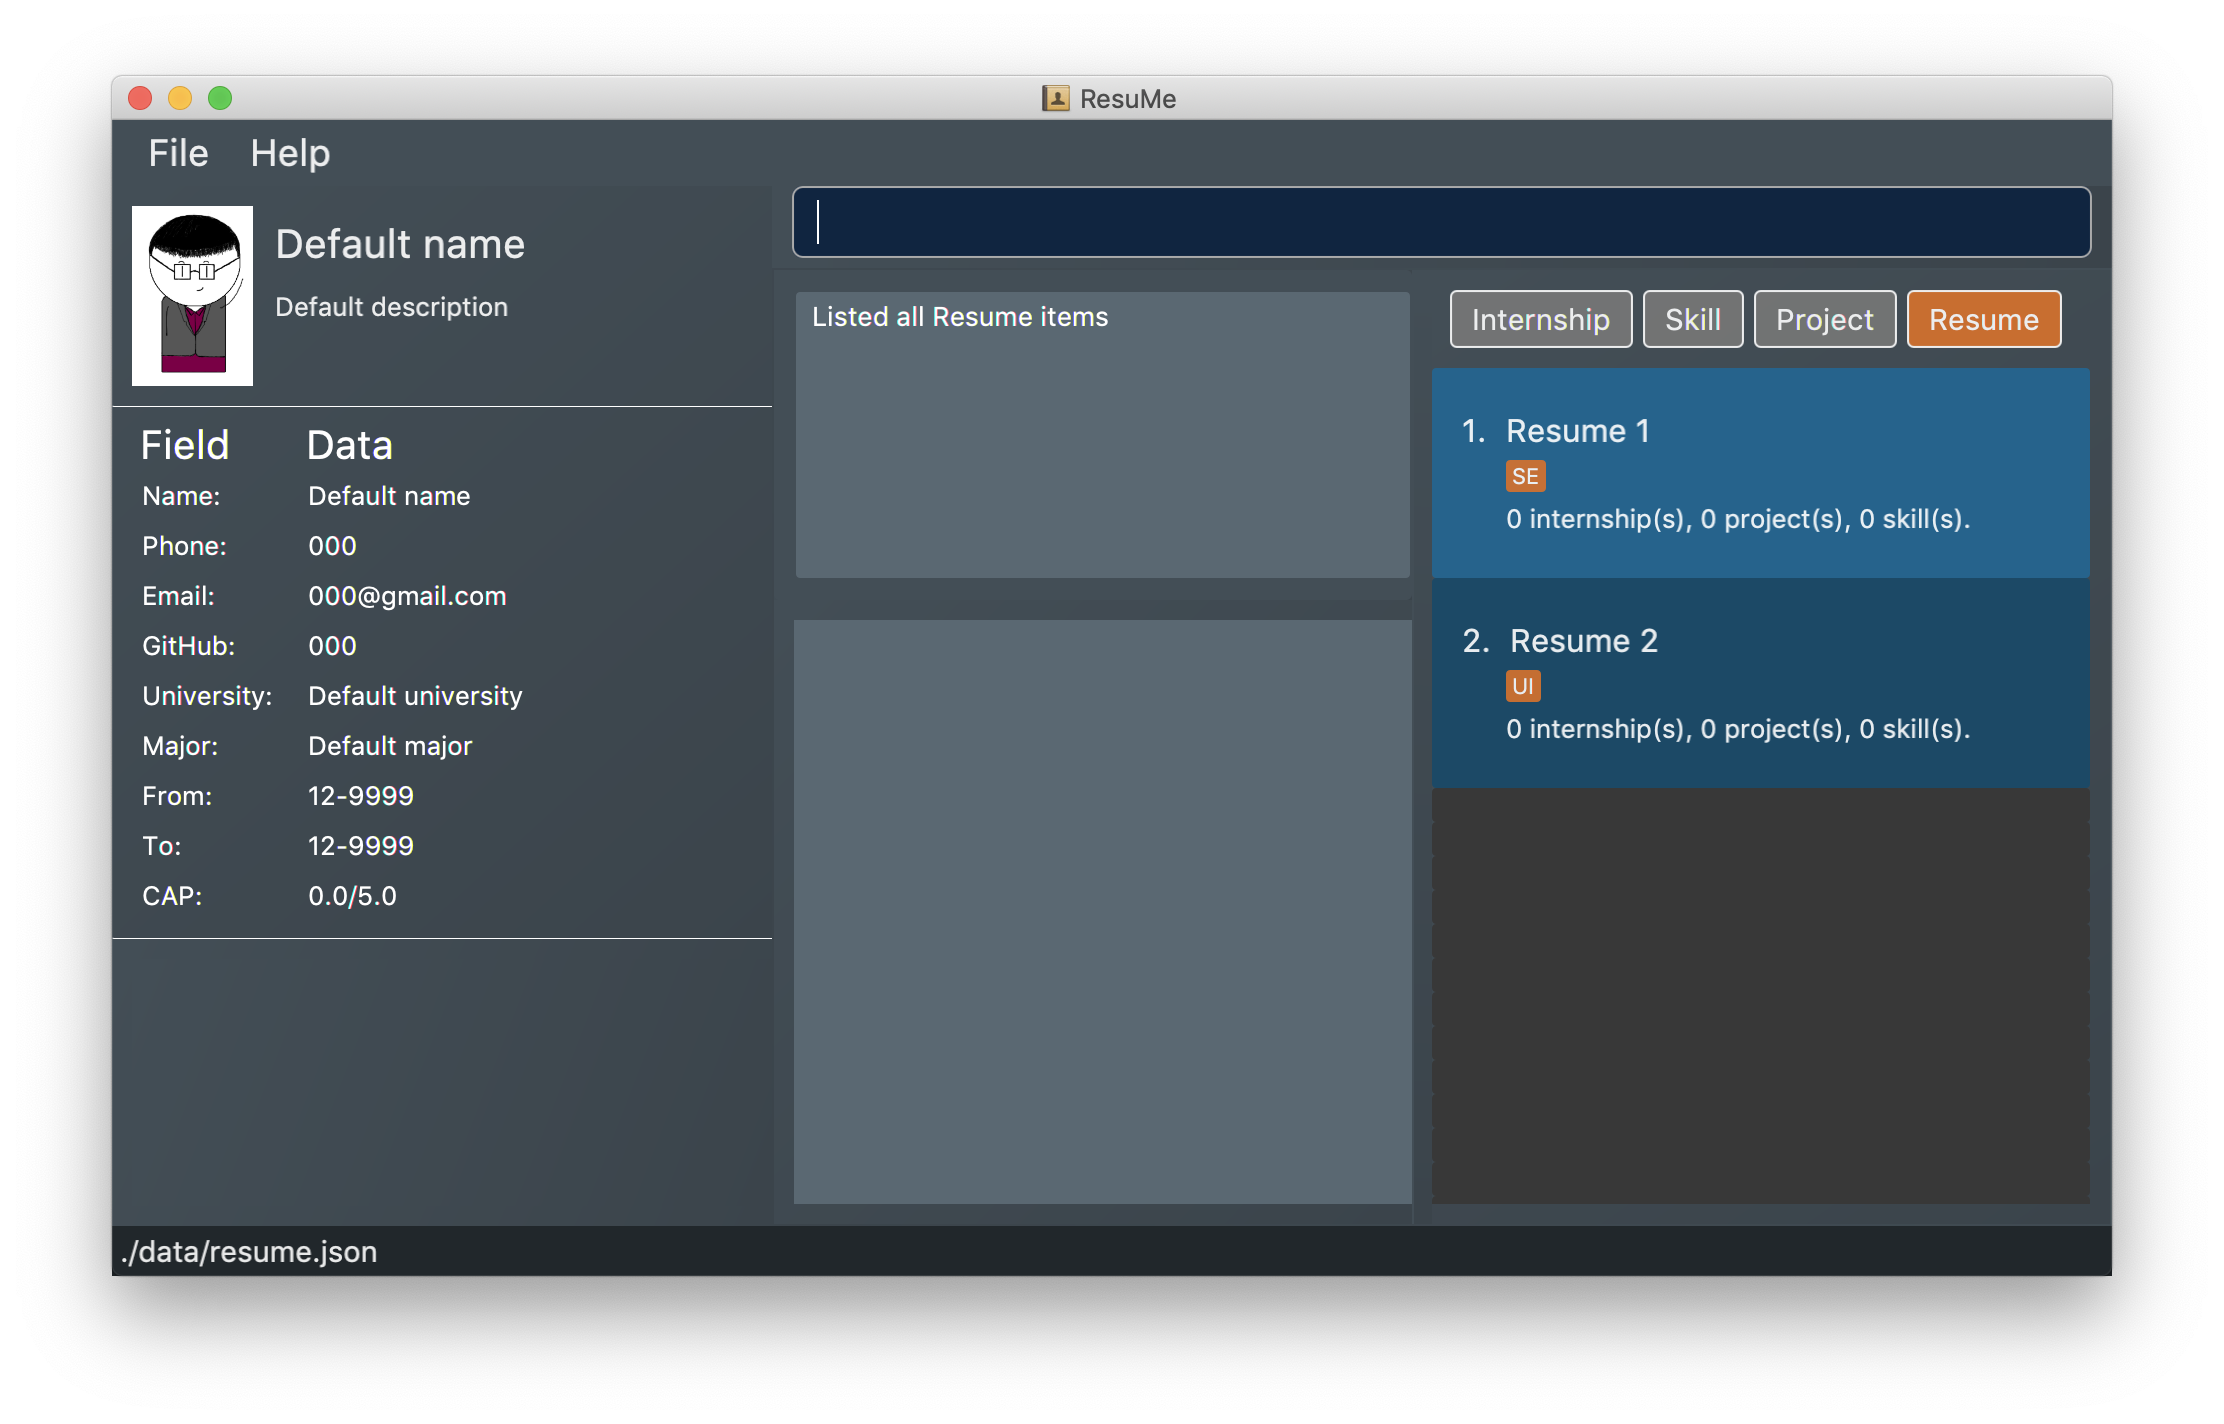 ResuMe
File Help
Default name
Default description
Field Data
Name: Default name
Phone: 000
Email: 000@gmail.com
GitHub: 000
University: Default university
Major: Default major
From: 12-9999
To: 12-9999
CAP: 0.0/5.0
Listed all Resume items
Internship Skill Project Resume
1. Resume 1
SE
0 internship(s), 0 project(s), 0 skill(s).
2. Resume 2
UI
0 internship(s), 0 project(s), 0 skill(s).
./data/resume.json